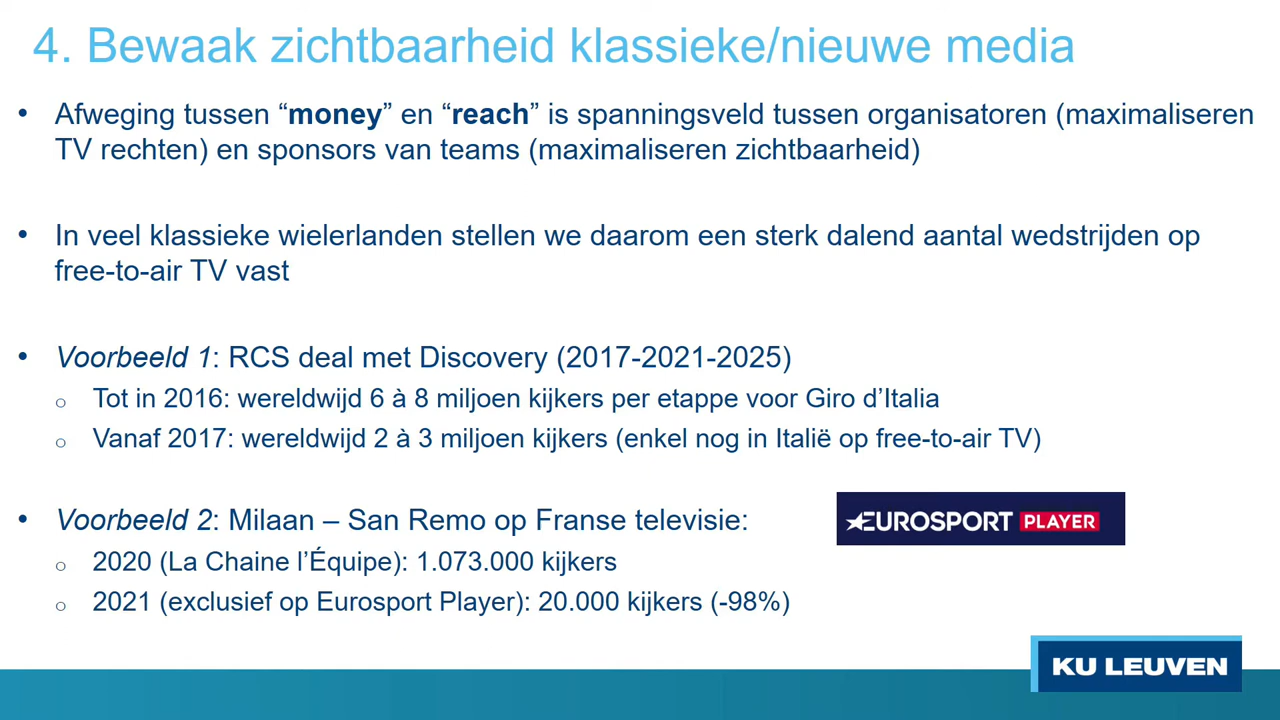 4. Bewaak zichtbaarheid klassieke/nieuwe media
• Afweging tussen “money” en “reach” is spanningsveld tussen organisatoren (maximaliseren
TV rechten) en sponsors van teams (maximaliseren zichtbaarheid)
• In veel klassieke wielerlanden stellen we daarom een sterk dalend aantal wedstrijden op
free-to-air TV vast
• Voorbeeld 1: RCS deal met Discovery (2017-2021-2025)
o Tot in 2016: wereldwijd 6 à 8 miljoen kijkers per etappe voor Giro d’Italia
o Vanaf 2017: wereldwijd 2 à 3 miljoen kijkers (enkel nog in Italië op free-to-air TV)
• Voorbeeld 2: Milaan – San Remo op Franse televisie:
EUROSPORT PLAYER
o 2020 (La Chaine l’Équipe): 1.073.000 kijkers
o 2021 (exclusief op Eurosport Player): 20.000 kijkers (-98%)
KU LEUVEN